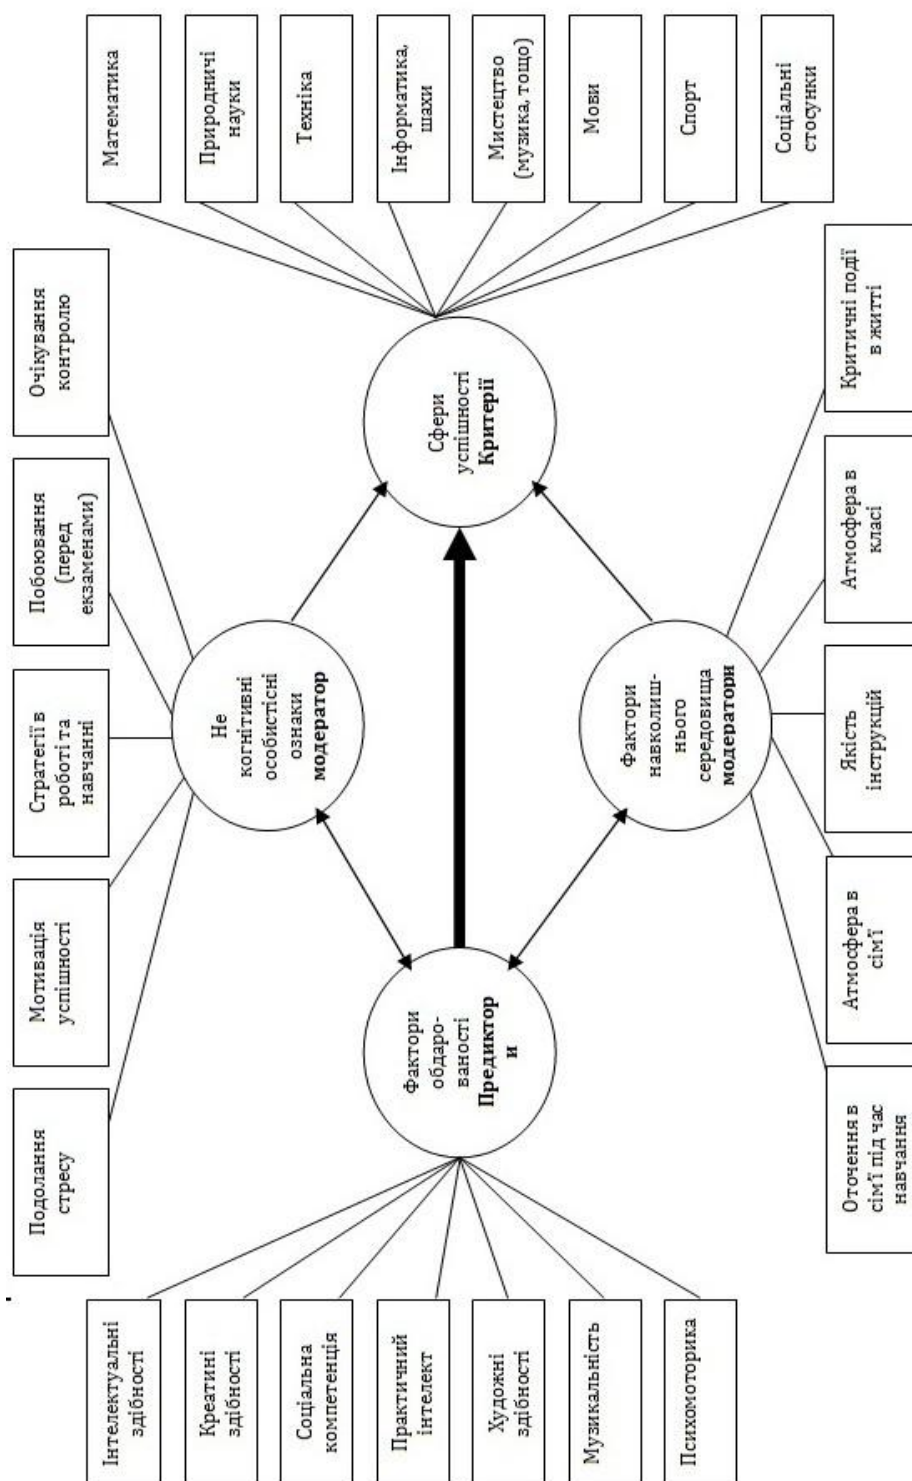 Подолання
стресу
Мотивація
успішності
Стратегії в
роботі та
навчанні
Побоювання
(перед
екзаменами)
Очікування
контролю
Інтелектуальні
здібності
Креатині
здібності
Соціальна
компетенція
Практичний
інтелект
Художні
здібності
Музикальність
Психомоторика
Фактори
обдаро-
ваності
Предиктор
и
Не
когнітивні
особистісні
ознаки
модератор
Фактори
навколиш-
нього
середовища
модератори
Сфери
успішності
Критерії
Математика
Природничі
науки
Техніка
Інформатика,
шахи
Мистецтво
(музика, тощо)
Мови
Спорт
Соціальні
стосунки
Оточення в
сім'ї під час
навчання
Атмосфера в
сім'ї
Якість
інструкцій
Атмосфера в
класі
Критичні події
в житті